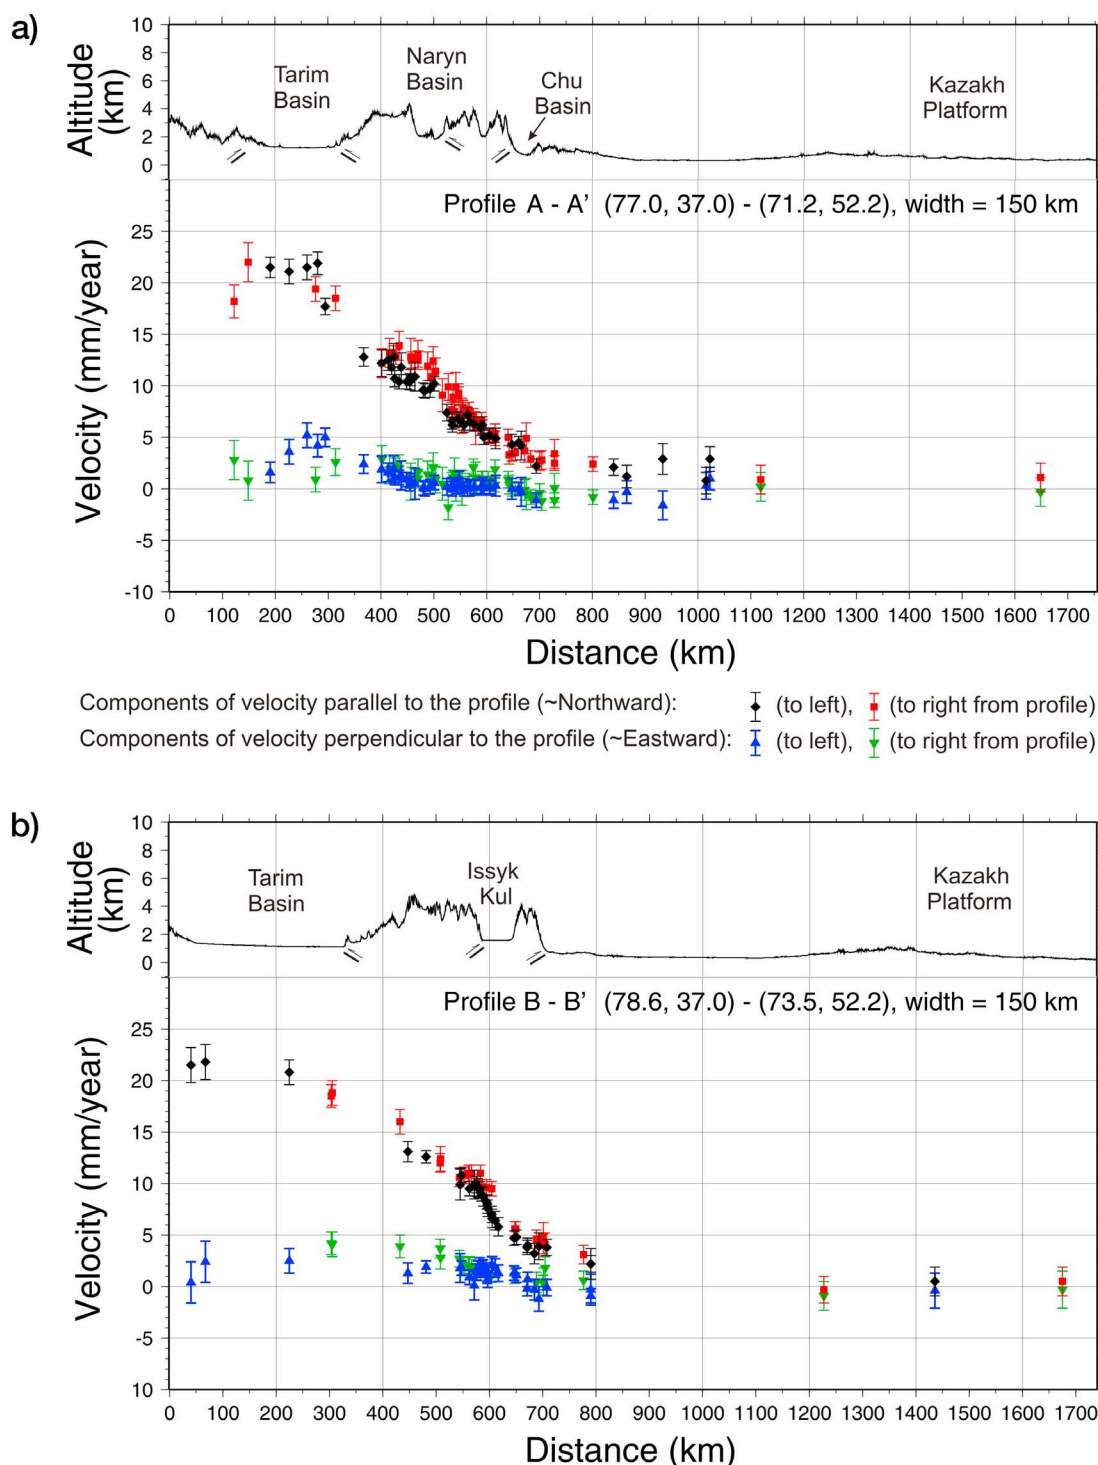 a)
Altitude
(km)
10
8
6
4
2
0
Tarim
Basin
Naryn
Basin
Chu
Basin
Kazakh
Platform
Profile A - A' (77.0, 37.0) - (71.2, 52.2), width = 150 km
Velocity (mm/year)
25
20
15
10
5
0
-5
-10
0 100 200 300 400 500 600 700 800 900 1000 1100 1200 1300 1400 1500 1600 1700
Distance (km)
Components of velocity parallel to the profile (~Northward): (to left), (to right from profile)
Components of velocity perpendicular to the profile (~Eastward): (to left), (to right from profile)
b)
Altitude
(km)
10
8
6
4
2
0
Tarim
Basin
Issyk
Kul
Kazakh
Platform
Profile B - B' (78.6, 37.0) - (73.5, 52.2), width = 150 km
Velocity (mm/year)
25
20
15
10
5
0
-5
10
0 100 200 300 400 500 600 700 800 900 1000 1100 1200 1300 1400 1500 1600 1700
Distance (km)